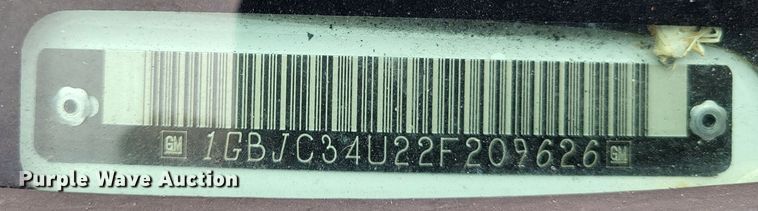 GM 1GBJC34U22F209626 GM
Purple Wave Auction